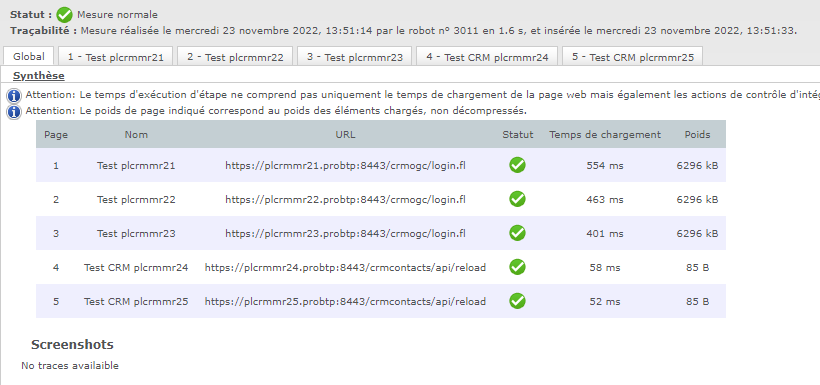 Statut : Mesure normale
Traçabilité : Mesure réalisée le mercredi 23 novembre 2022, 13:51:14 par le robot n° 3011 en 1.6 s, et insérée le mercredi 23 novembre 2022, 13:51:33.
Global 1 - Test plcrmmr21 2 - Test plcrmmr22 3 - Test plcrmmr23 4 - Test CRM plcrmmr24 5 - Test CRM plcrmmr25
Synthèse
Attention: Le temps d'exécution d'étape ne comprend pas uniquement le temps de chargement de la page web mais également les actions de contrôle d'inté
Attention: Le poids de page indiqué correspond au poids des éléments chargés, non décompressés.
Page Nom URL Statut Temps de chargement Poids
1 Test plcrmmr21 https://plcrmmr21.probtp:8443/crmogc/login.fl 554 ms 6296 kB
2 Test plcrmmr22 https://plcrmmr22.probtp:8443/crmogc/login.fl 463 ms 6296 kB
3 Test plcrmmr23 https://plcrmmr23.probtp:8443/crmogc/login.fl 401 ms 6296 kB
4 Test CRM plcrmmr24 https://plcrmmr24.probtp:8443/crmcontacts/api/reload 58 ms 85 B
5 Test CRM plcrmmr25 https://plcrmmr25.probtp:8443/crmcontacts/api/reload 52 ms 85 B
Screenshots
No traces availaible